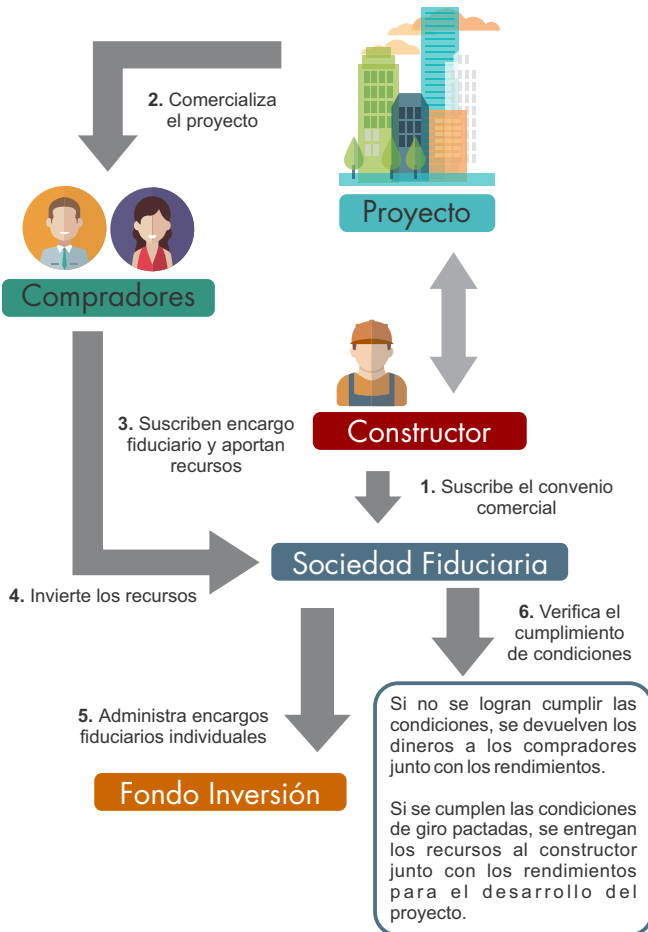 2. Comercializa
el proyecto
Proyecto
Compradores
3. Suscriben encargo
fiduciario y aportan
recursos
Constructor
1. Suscribe el convenio
comercial
Sociedad Fiduciaria
4. Invierte los recursos
6. Verifica el
cumplimiento
de condiciones
5. Administra encargos
fiduciarios individuales
Fondo Inversión
Si no se logran cumplir las
condiciones, se devuelven los
dineros a los compradores
junto con los rendimientos.
Si se cumplen las condiciones
de giro pactadas, se entregan
los recursos al constructor
junto con los rendimientos
para el desarrollo del
proyecto.